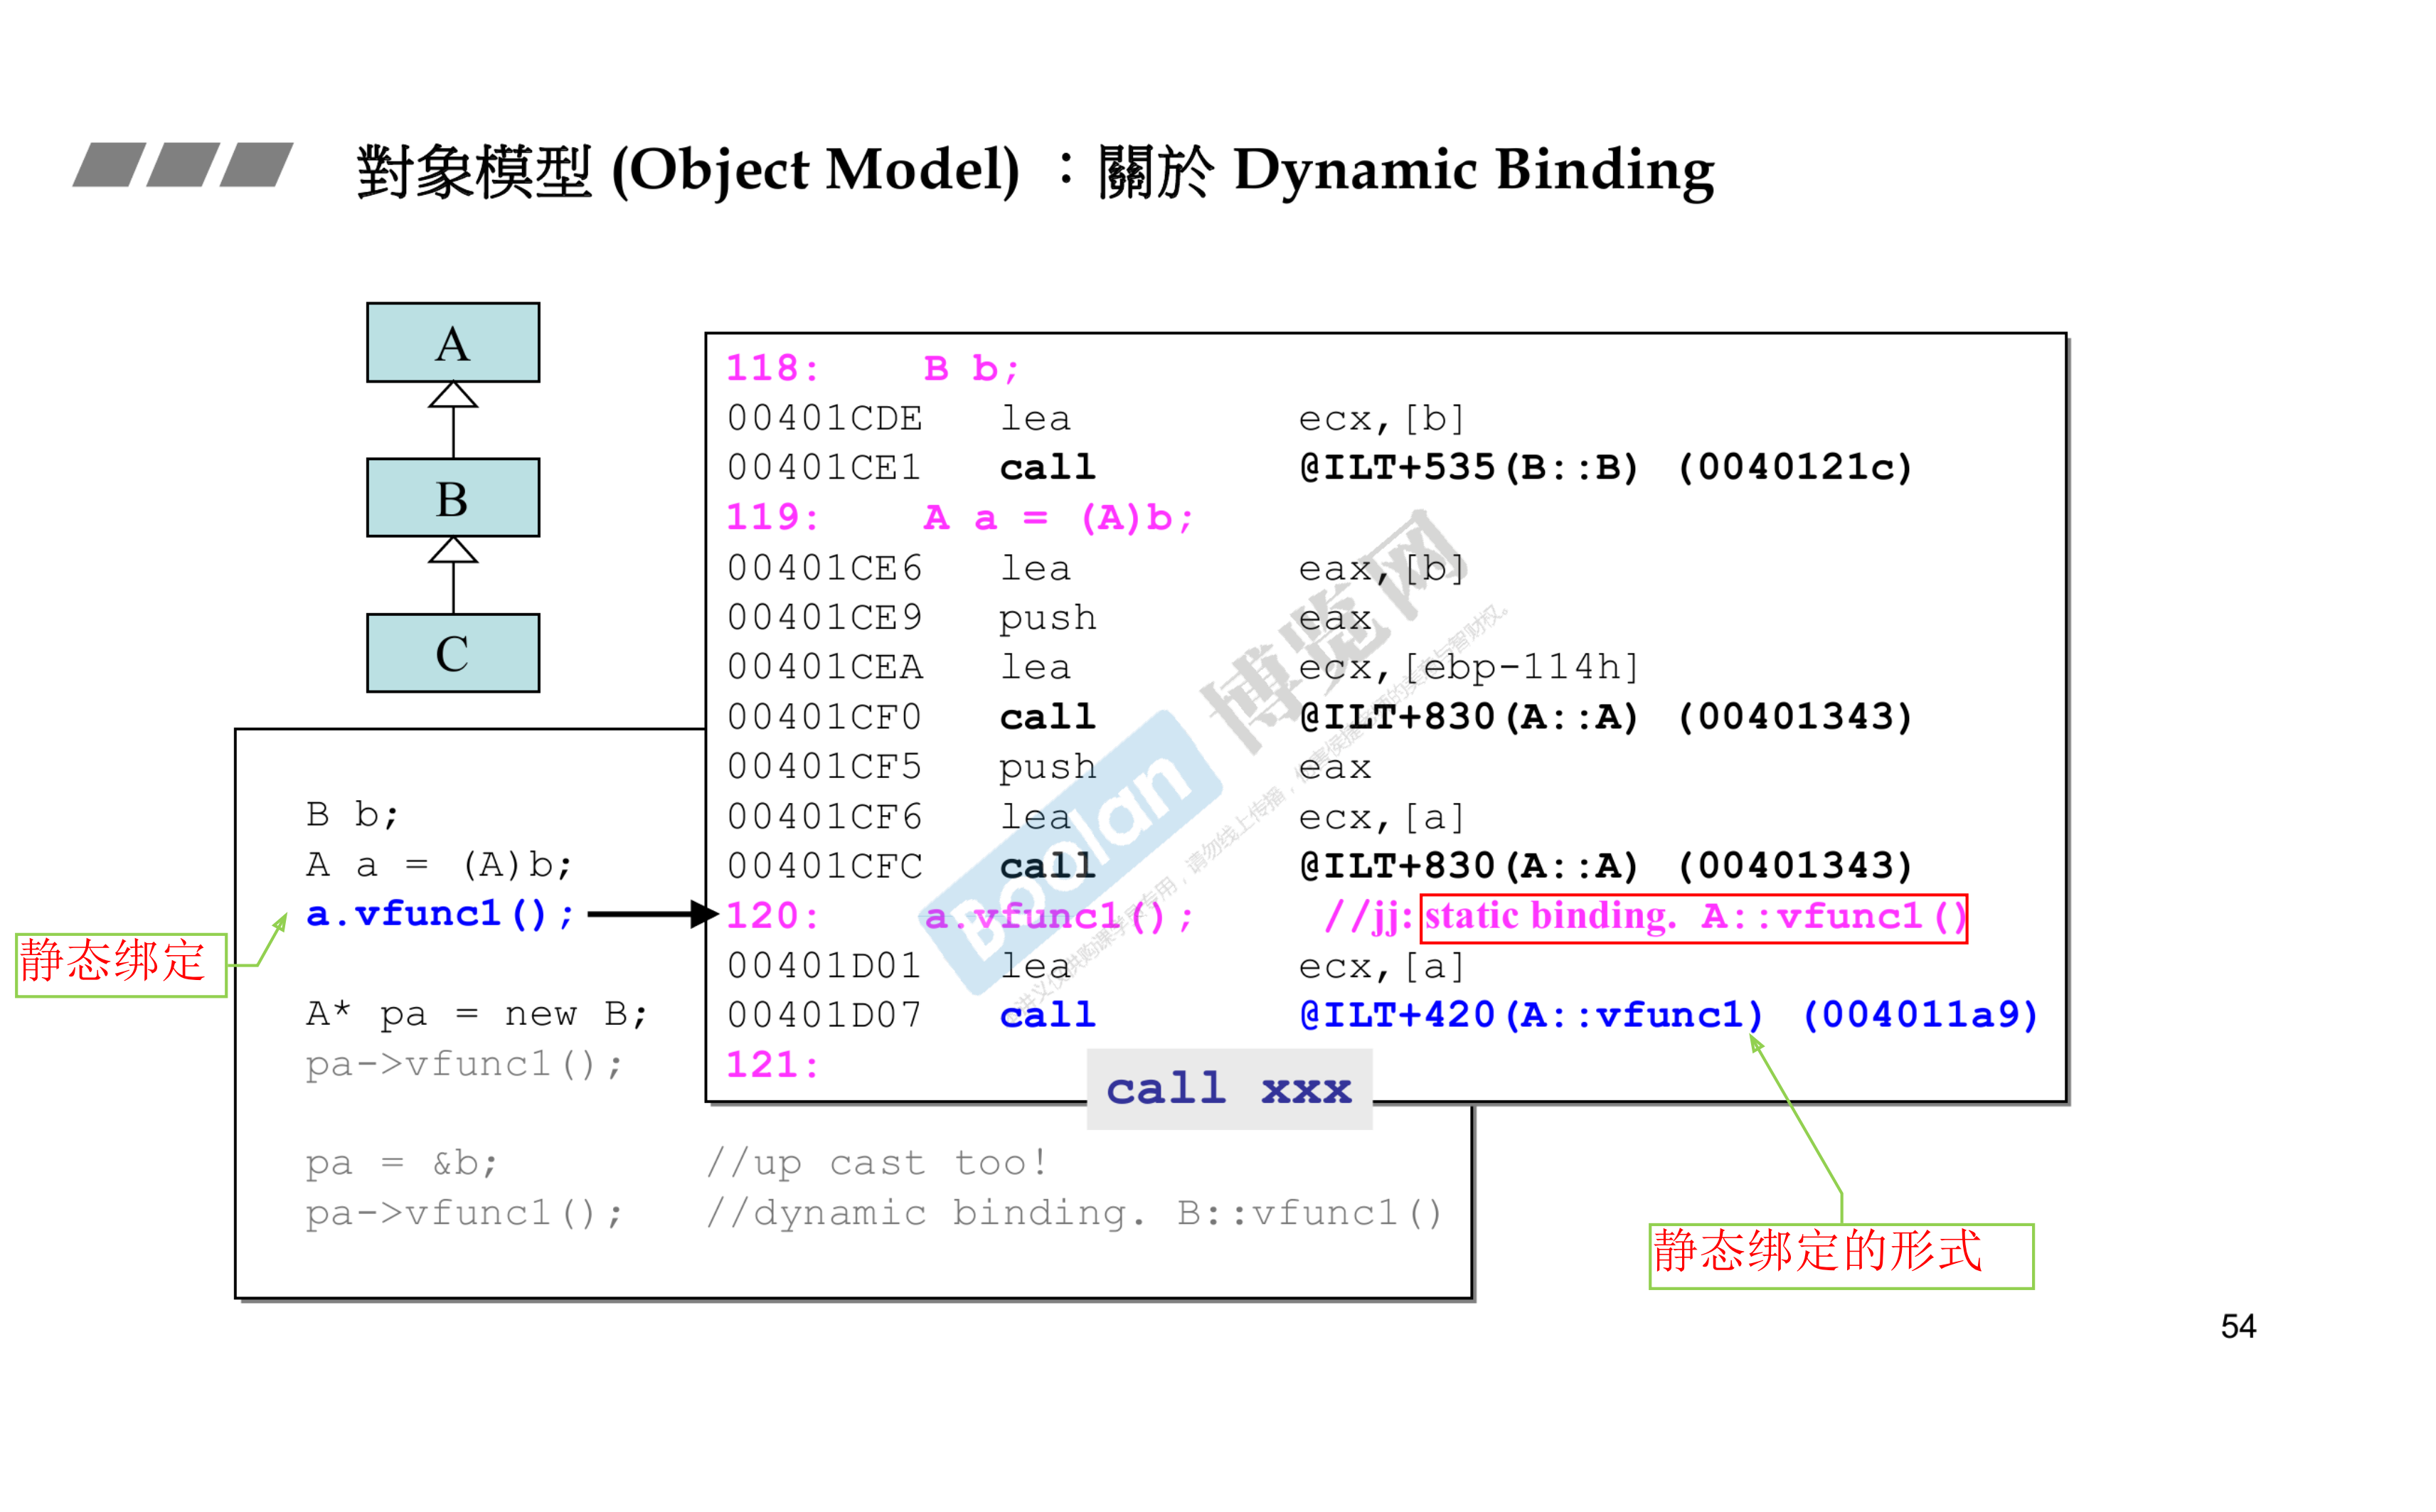 對象模型 (Object Model) ：關於 Dynamic Binding
A
B
C
118:    B b;
00401CDE   lea         ecx,[b]
00401CE1   call        @ILT+535(B::B) (0040121c)
119:    A a = (A)b;
00401CE6   lea         eax,[b]
00401CE9   push        eax
00401CEA   lea         ecx,[ebp-114h]
00401CF0   call        @ILT+830(A::A) (00401343)
00401CF5   push        eax
00401CF6   lea         ecx,[a]
00401CFC   call        @ILT+830(A::A) (00401343)
120:    a.vfunc1();     //jj: static binding. A::vfunc1()
00401D01   lea         ecx,[a]
00401D07   call        @ILT+420(A::vfunc1) (004011a9)
121:
call xxx
B b;
A a = (A)b;
a.vfunc1();
静态绑定
A* pa = new B;
pa->vfunc1();
pa = &b;        //up cast too!
pa->vfunc1();   //dynamic binding. B::vfunc1()
静态绑定的形式
Boolan 博览网
54